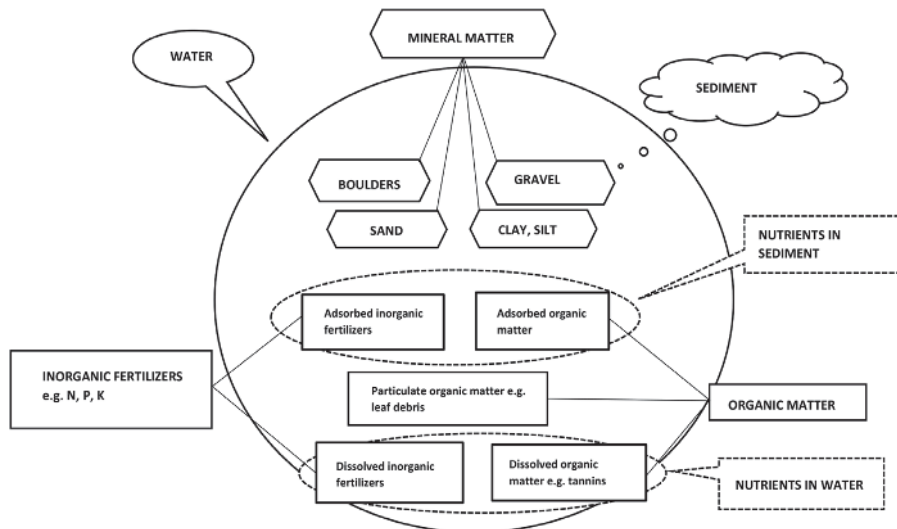 MINERAL MATTER
WATER
SEDIMENT
BOULDERS
GRAVEL
SAND
CLAY, SILT
NUTRIENTS IN
SEDIMENT
Adsorbed inorganic
fertilizers
Adsorbed organic
matter
INORGANIC FERTILIZERS
e.g. N, P, K
Particulate organic matter e.g.
leaf debris
ORGANIC MATTER
Dissolved inorganic
fertilizers
Dissolved organic
matter e.g. tannins
NUTRIENTS IN WATER